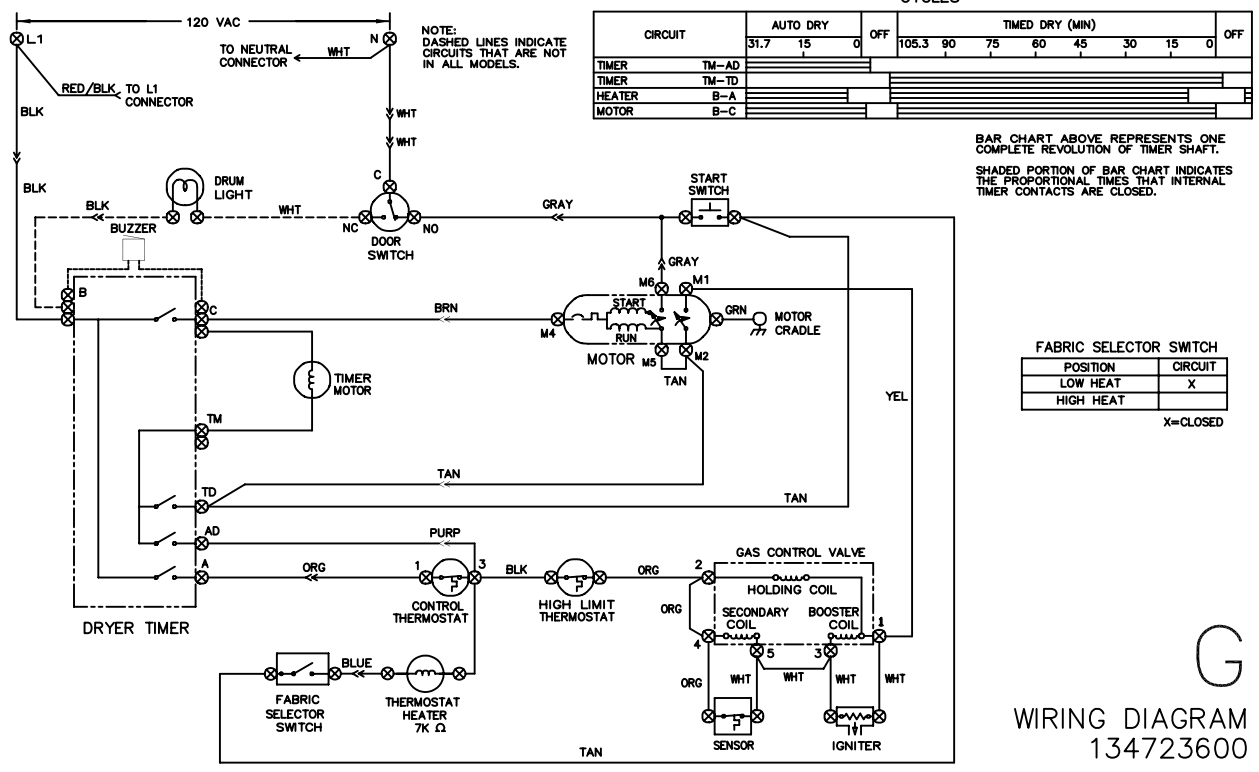 CYCLES
120 VAC
L1
N
NOTE:
DASHED LINES INDICATE
CIRCUITS THAT ARE NOT
IN ALL MODELS.
TO NEUTRAL
CONNECTOR
WHT
RED/BLK
TO L1
CONNECTOR
BLK
WHT
WHT
BLK
CIRCUIT
AUTO DRY
OFF
TIMED DRY (MIN)
OFF
31.7 15 0
105.3 90 75 60 45 30 15 0
TIMER TM-AD
TIMER TM-TD
HEATER B-A
MOTOR B-C
BAR CHART ABOVE REPRESENTS ONE
COMPLETE REVOLUTION OF TIMER SHAFT.
SHADED PORTION OF BAR CHART INDICATES
THE PROPORTIONAL TIMES THAT INTERNAL
TIMER CONTACTS ARE CLOSED.
DRUM
LIGHT
BLK
WHT
C
NC
NO
DOOR
SWITCH
GRAY
START
SWITCH
BUZZER
B
C
BRN
GRAY
M6
M1
START
RUN
M4
MOTOR
M5
M2
TAN
GRN
MOTOR
CRADLE
TIMER
MOTOR
YEL
FABRIC SELECTOR SWITCH
POSITION CIRCUIT
LOW HEAT X
HIGH HEAT
X=CLOSED
TM
TAN
TD
TAN
AD
PURP
A
ORG
1
3
CONTROL
THERMOSTAT
BLK
HIGH LIMIT
THERMOSTAT
ORG
GAS CONTROL VALVE
2
HOLDING COIL
ORG
SECONDARY
COIL
BOOSTER
COIL
1
4
5
3
DRYER TIMER
FABRIC
SELECTOR
SWITCH
BLUE
THERMOSTAT
HEATER
7K Ω
ORG
WHT
WHT
WHT
WHT
SENSOR
IGNITER
TAN
G
WIRING DIAGRAM
134723600